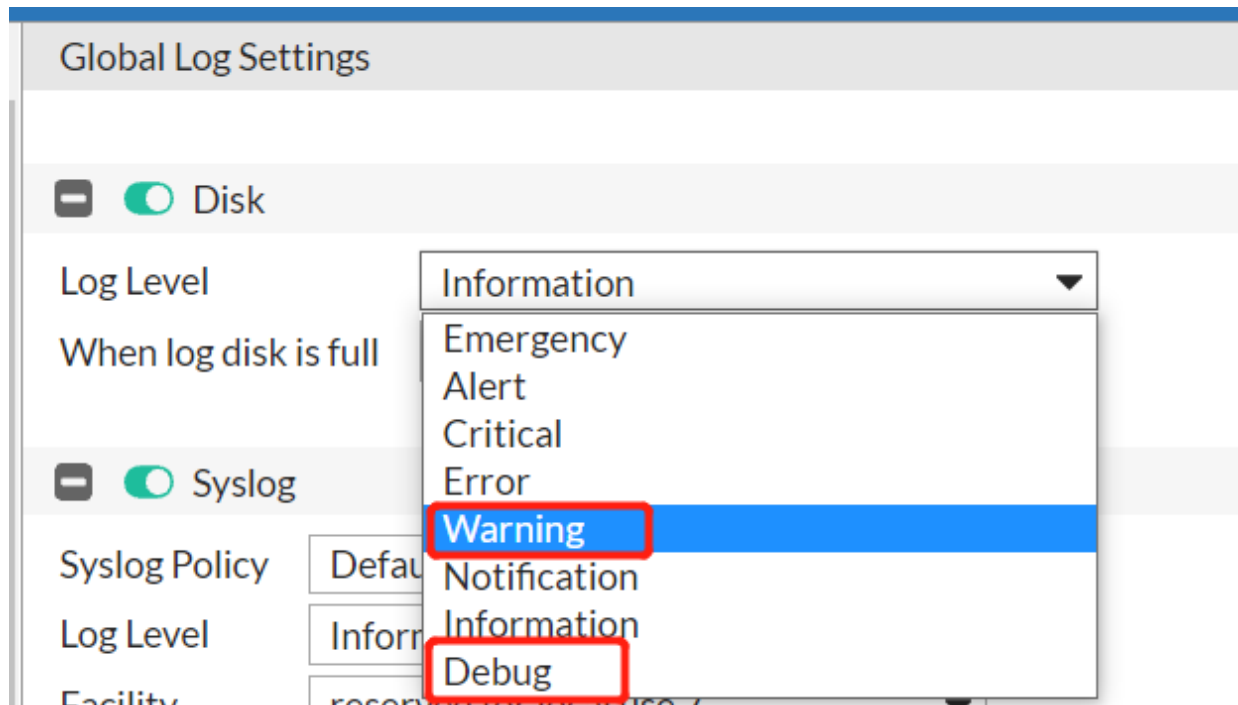 Global Log Settings
Disk
Log Level
Information
When log disk is full
Emergency
Alert
Critical
Error
Warning
Notification
Information
Debug
Syslog
Syslog Policy
Log Level